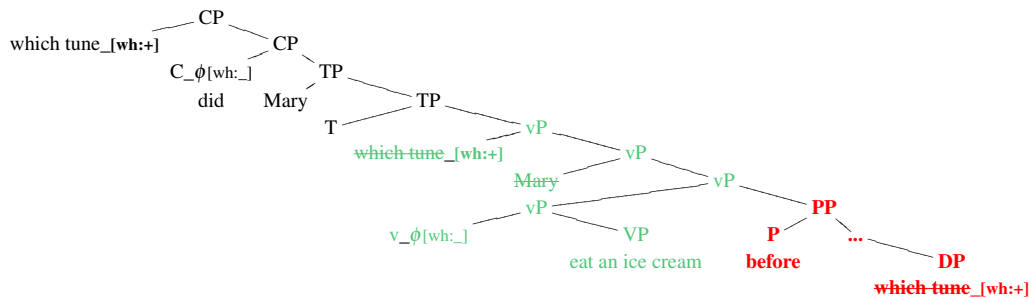 CP
which tune_[wh:+] CP
C_ϕ[wh:_] TP
did Mary TP
T vP
which tune_[wh:+] vP
Mary vP
vP PP
v_ϕ[wh:_] VP P ...
eat an ice cream before DP
which tune_[wh:+]